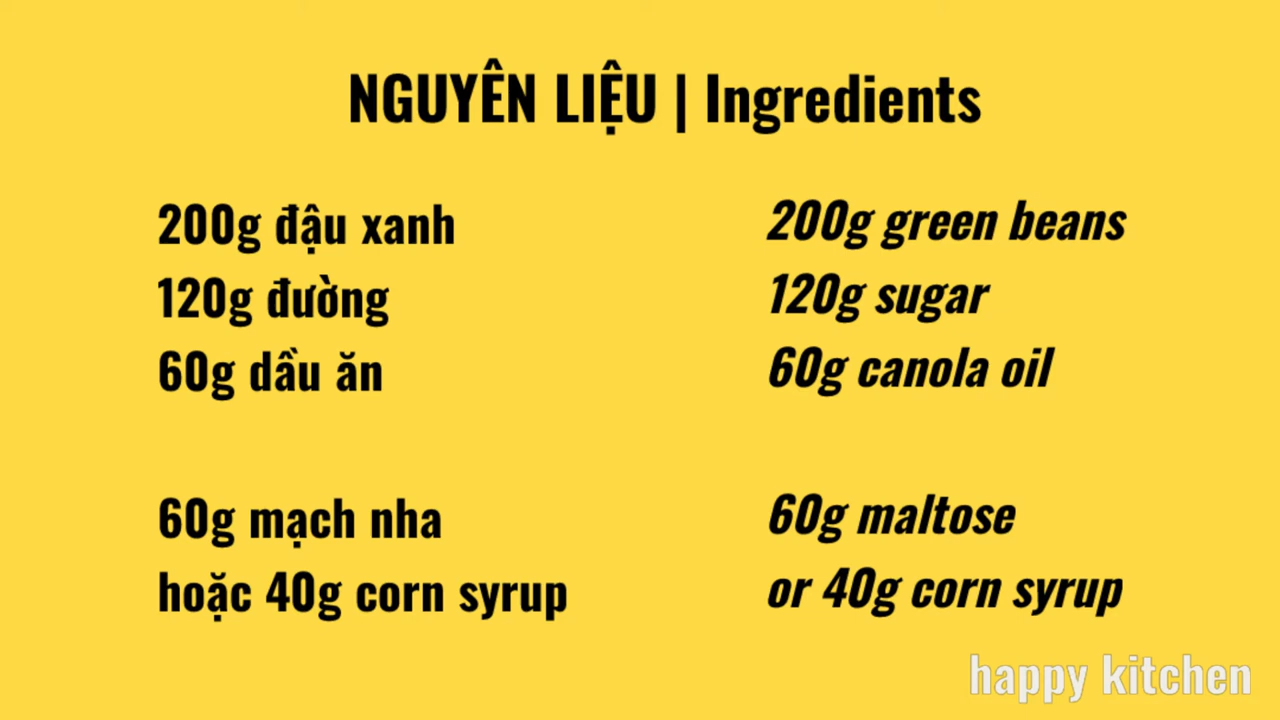 NGUYÊN LIỆU | Ingredients
200g đậu xanh
120g đường
60g dầu ăn
60g mạch nha
hoặc 40g corn syrup
200g green beans
120g sugar
60g canola oil
60g maltose
or 40g corn syrup
happy kitchen